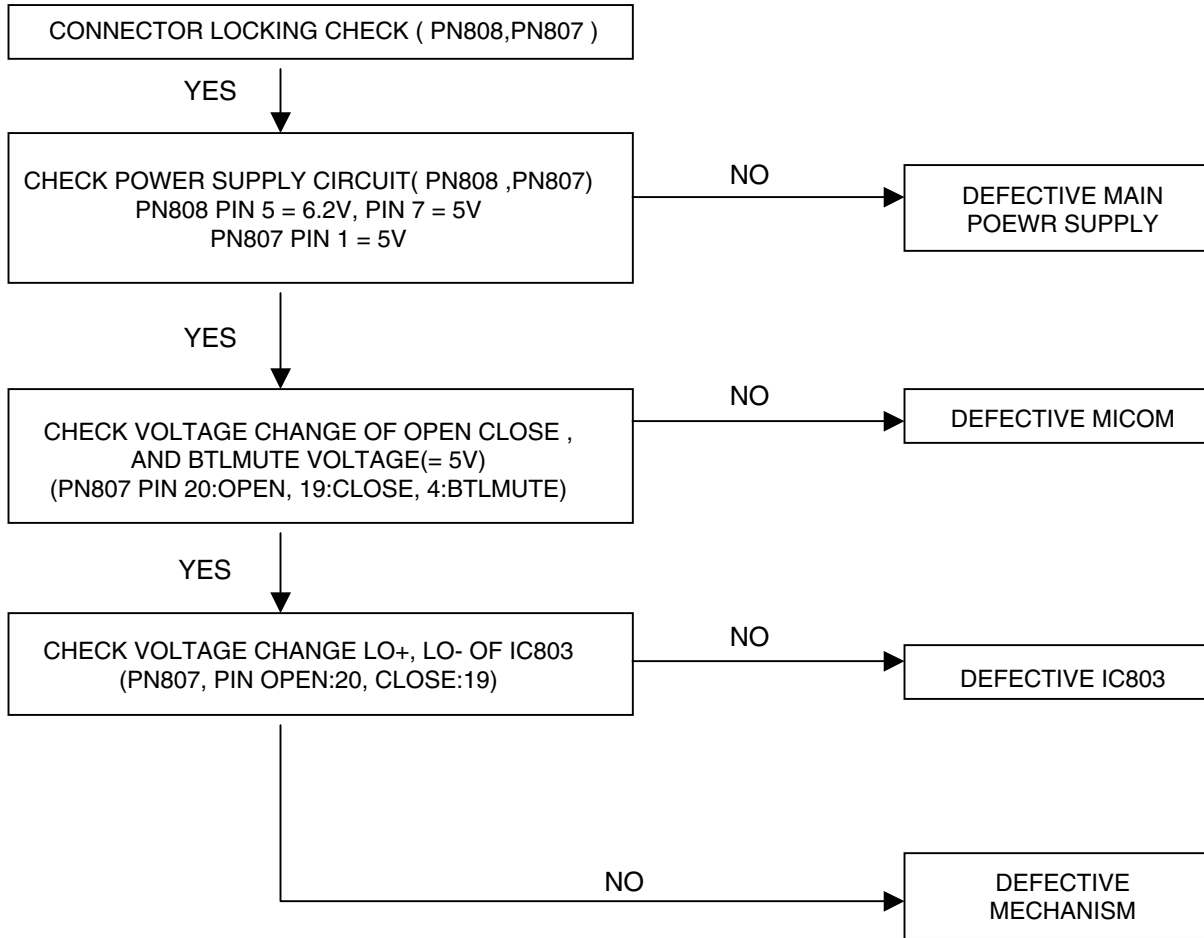 CONNECTOR LOCKING CHECK ( PN808,PN807 )
YES
CHECK POWER SUPPLY CIRCUIT( PN808 ,PN807)
PN808 PIN 5 = 6.2V, PIN 7 = 5V
PN807 PIN 1 = 5V
NO
DEFECTIVE MAIN
POEWR SUPPLY
YES
CHECK VOLTAGE CHANGE OF OPEN CLOSE ,
AND BTLMUTE VOLTAGE(= 5V)
(PN807 PIN 20:OPEN, 19:CLOSE, 4:BTLMUTE)
NO
DEFECTIVE MICOM
YES
CHECK VOLTAGE CHANGE LO+, LO- OF IC803
(PN807, PIN OPEN:20, CLOSE:19)
NO
DEFECTIVE IC803
NO
DEFECTIVE
MECHANISM